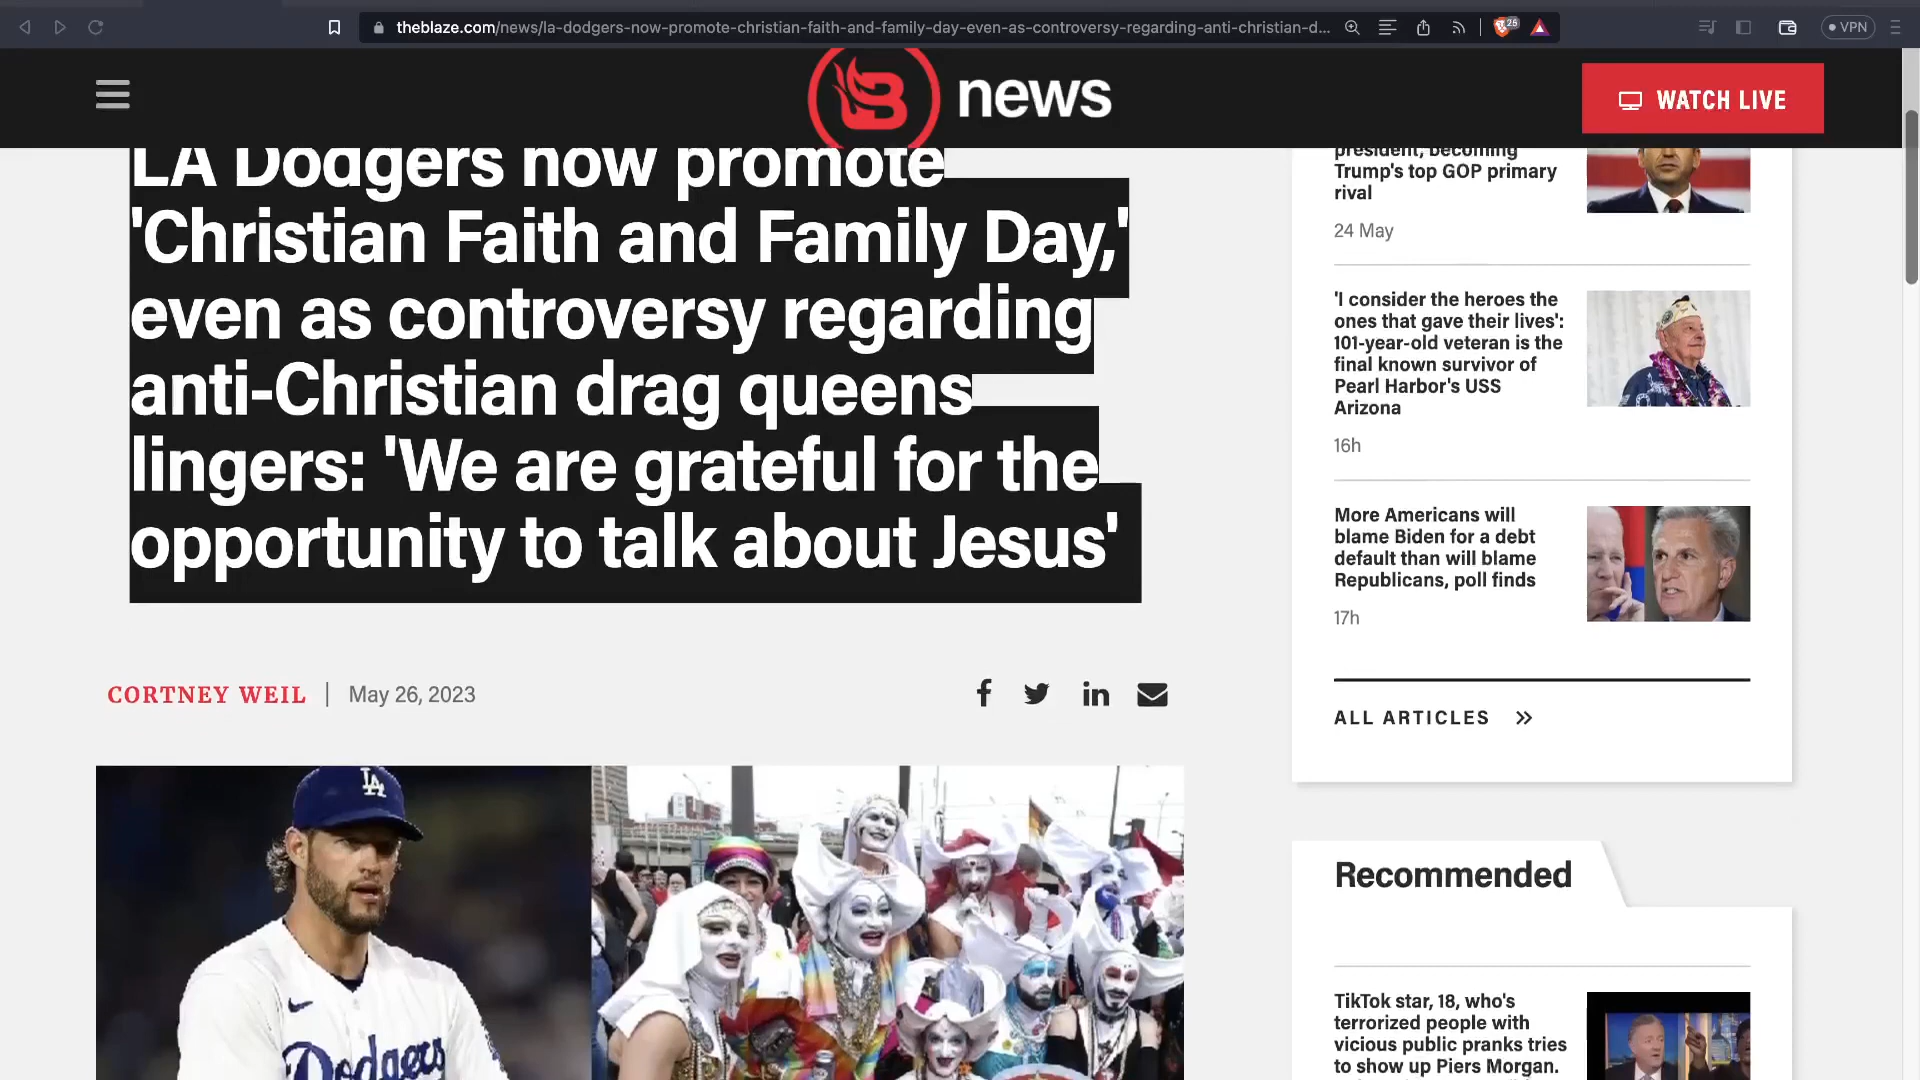 theblaze.com/news/la-dodgers-now-promote-christian-faith-and-family-day-even-as-controversy-regarding-anti-christian-d...
25
VPN
news
WATCH LIVE
LA Dodgers now promote
'Christian Faith and Family Day,'
even as controversy regarding
anti-Christian drag queens
lingers: 'We are grateful for the
opportunity to talk about Jesus'
CORTNEY WEIL | May 26, 2023
LA
Dodgers
president, becoming
Trump's top GOP primary
rival
24 May
'I consider the heroes the
ones that gave their lives':
101-year-old veteran is the
final known survivor of
Pearl Harbor's USS
Arizona
16h
More Americans will
blame Biden for a debt
default than will blame
Republicans, poll finds
17h
ALL ARTICLES
Recommended
TikTok star, 18, who's
terrorized people with
vicious public pranks tries
to show up Piers Morgan.